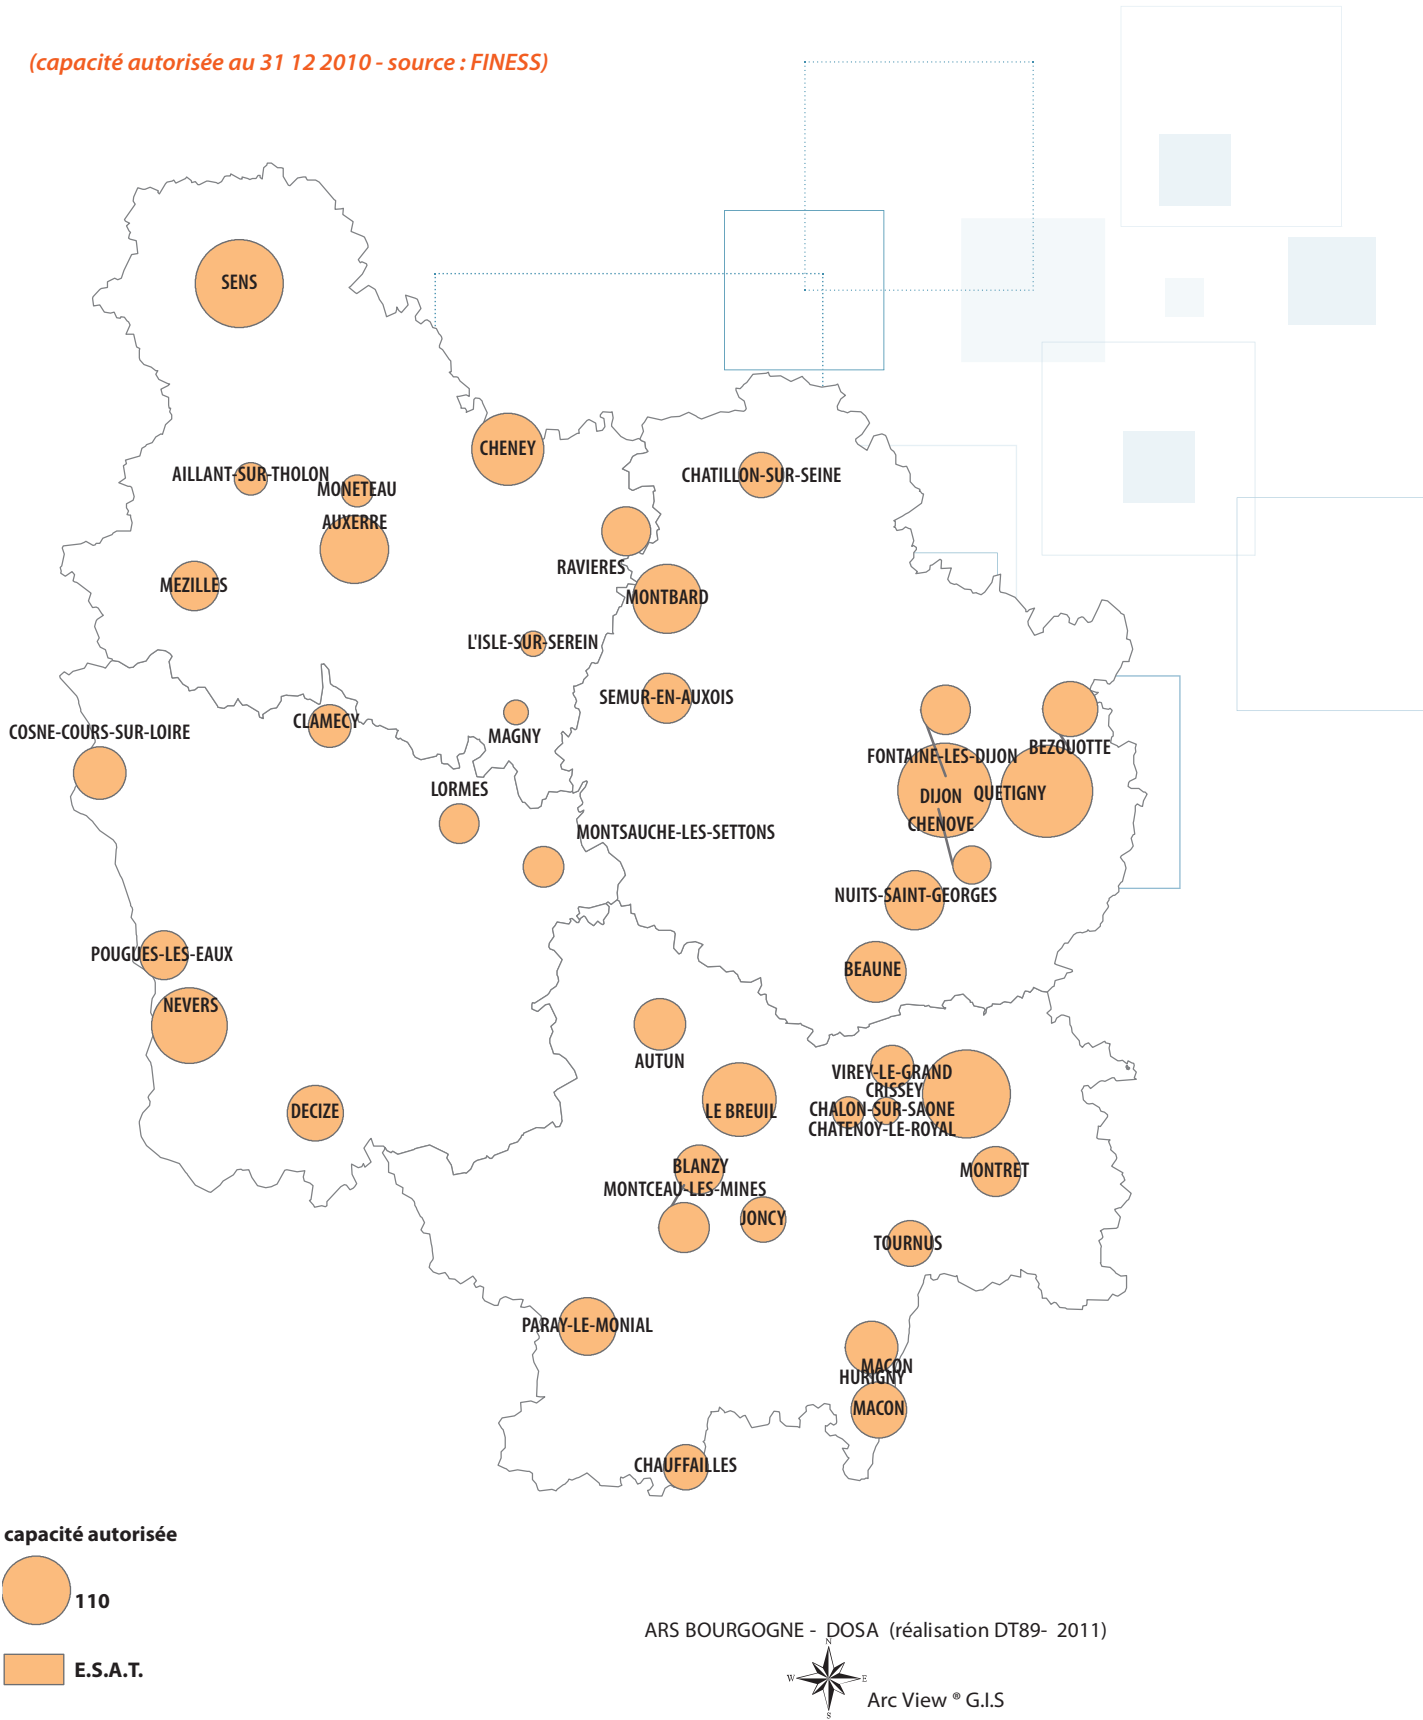 (capacité autorisée au 31 12 2010 - source : FINESS)
SENS
CHENEY
AILLANT-SUR-THOLON
MONETEAU
CHATILLON-SUR-SEINE
AUXERRE
RAVIERES
MEZILLES
MONTBARD
L'ISLE-SUR-SEREIN
SEMUR-EN-AUXOIS
CLAMECY
COSNE-COURS-SUR-LOIRE
MAGNY
BEZOUOTTE
FONTAINE-LES-DIJON
LORMES
DIJON
QUETIGNY
CHENOVE
MONTSAUCHE-LES-SETTONS
NUITS-SAINT-GEORGES
POUGUES-LES-EAUX
BEAUNE
NEVERS
AUTUN
VIREY-LE-GRAND
CRISSEY
DECIZE
LE BREUIL
CHALON-SUR-SAONE
CHATENOY-LE-ROYAL
BLANZY
MONTRET
MONTCEAU-LES-MINES
JONCY
TOURNUS
PARAY-LE-MONIAL
MACON
HURIGNY
MACON
CHAUFFAILLES
capacité autorisée
110
E.S.A.T.
ARS BOURGOGNE - DOSA (réalisation DT89- 2011)
N
W
E
S
Arc View ® G.I.S